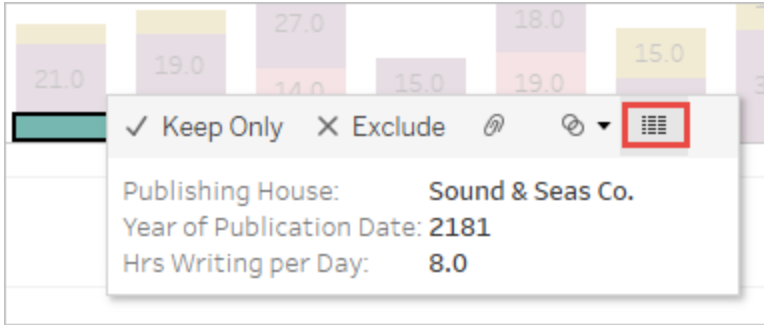 27.0 18.0
21.0 19.0 15.0
14.0 15.0 19.0
Keep Only Exclude
Publishing House: Sound & Seas Co.
Year of Publication Date: 2181
Hrs Writing per Day: 8.0